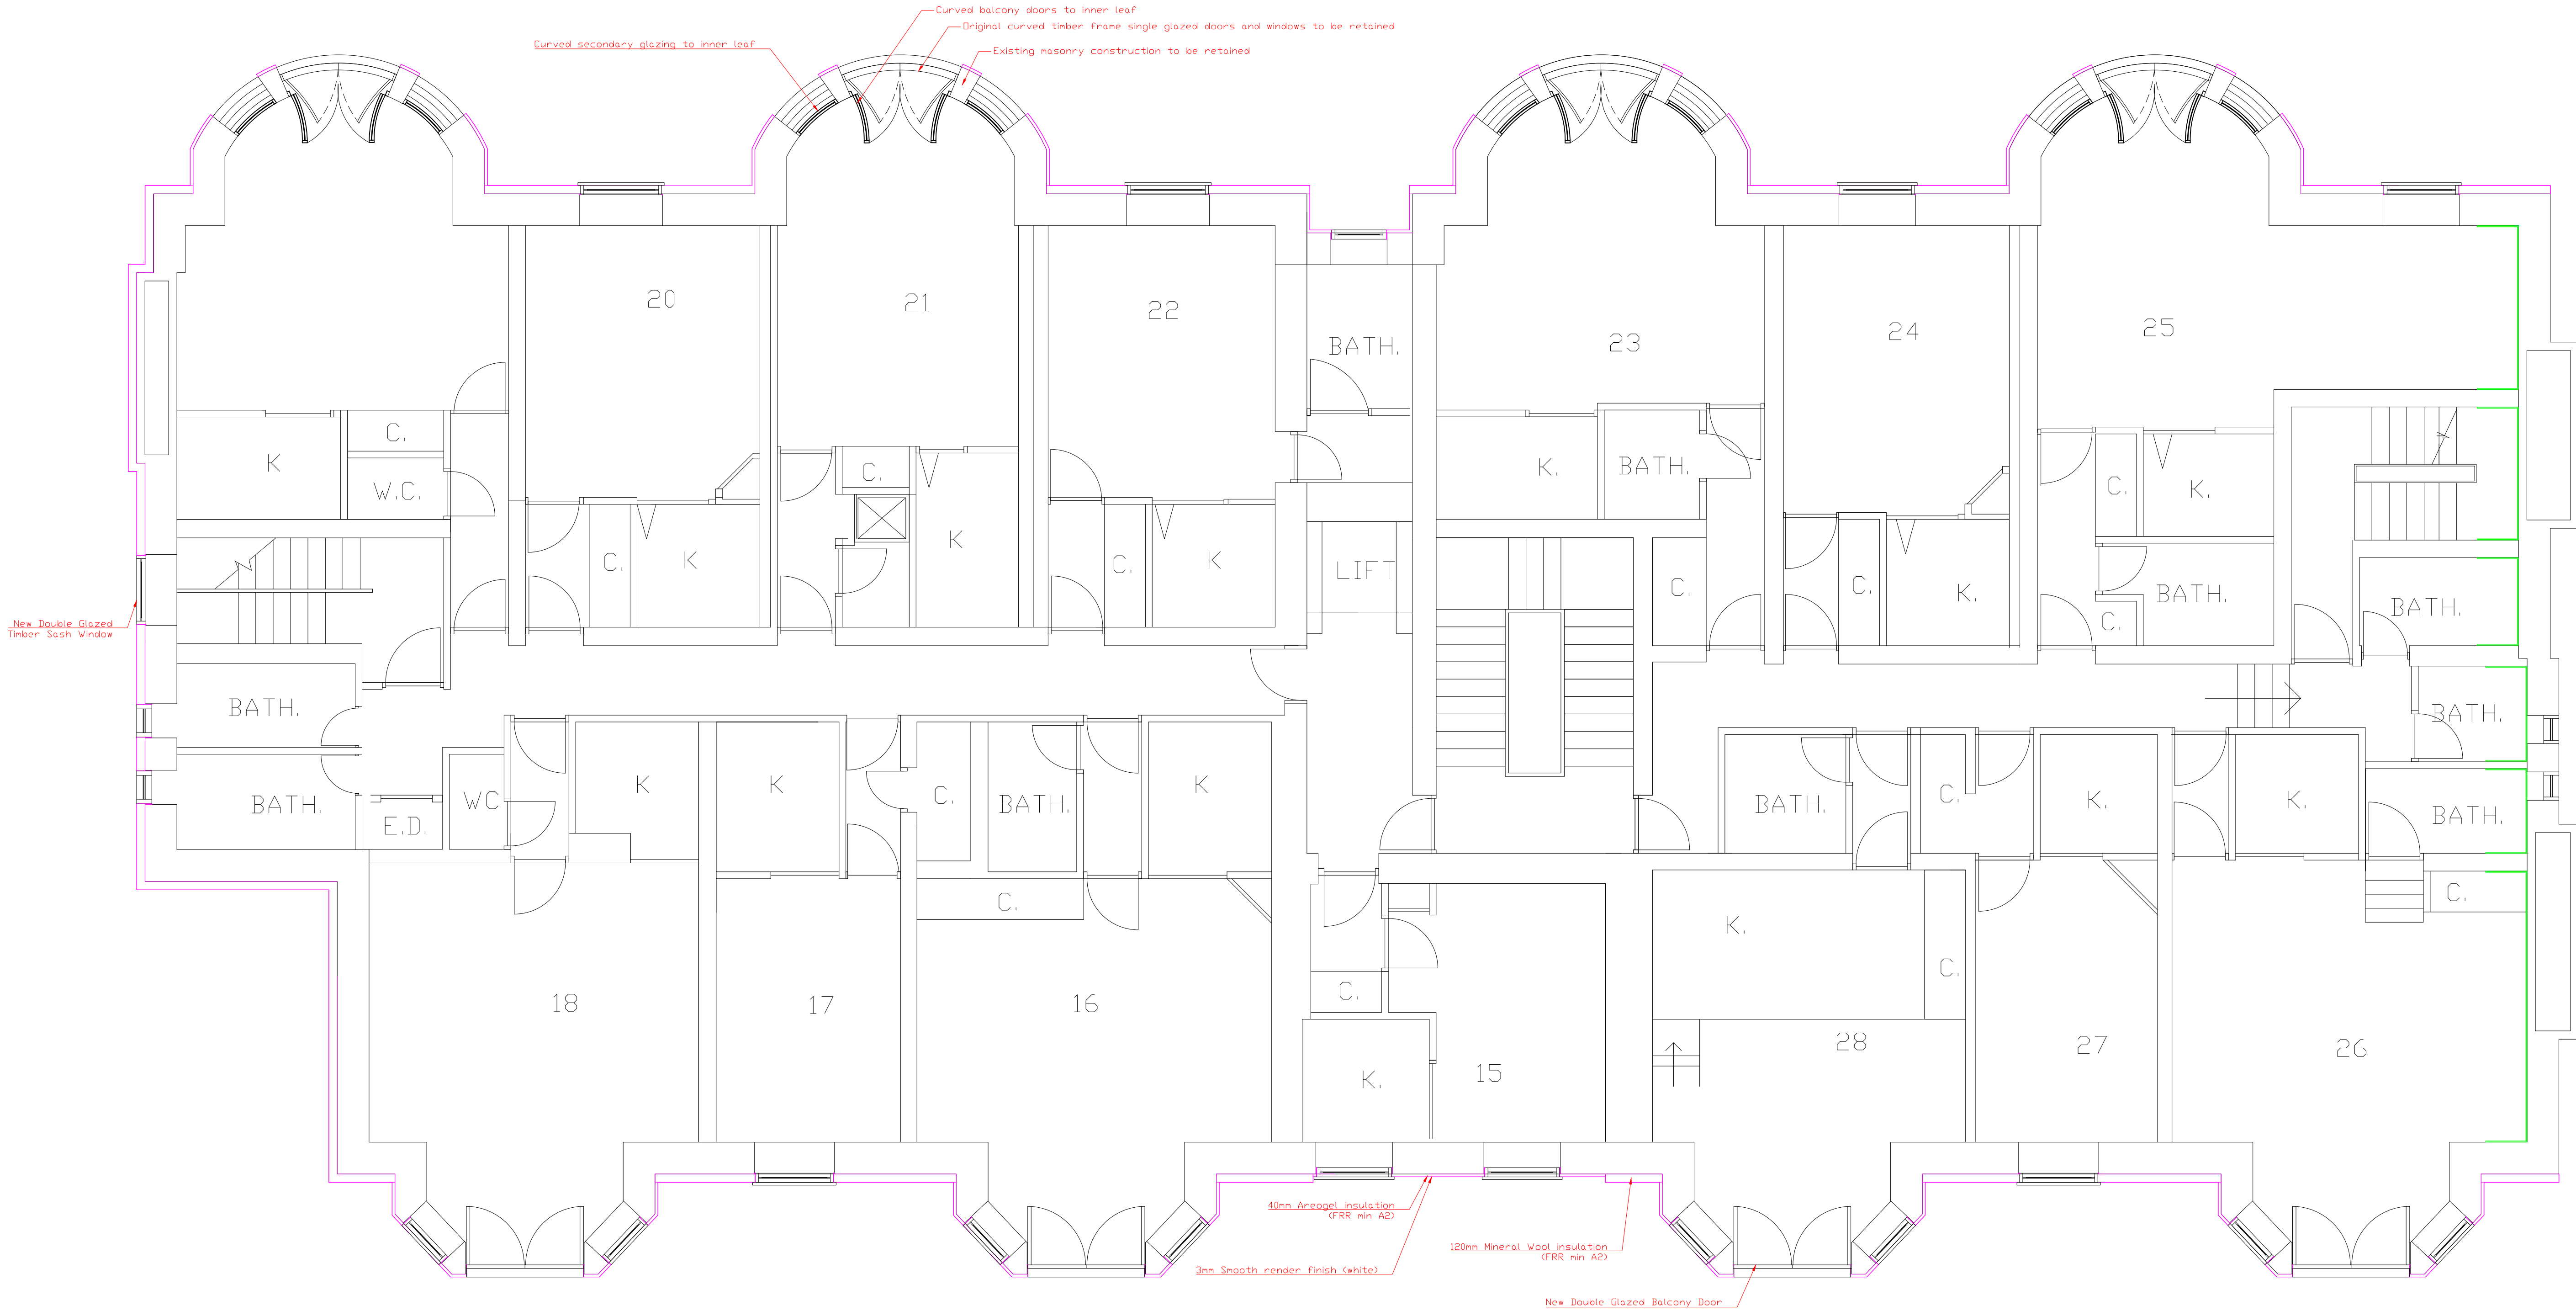 Curved balcony doors to inner leaf
Original curved timber frame single glazed doors and windows to be retained
Curved secondary glazing to inner leaf
Existing masonry construction to be retained
20
21
22
23
24
25
BATH.
K
C.
W.C.
C.
K
C.
K
C.
K
LIFT
K.
BATH.
C.
C.
K.
C.
K.
BATH.
C.
BATH.
New Double Glazed
Timber Sash Window
BATH.
BATH.
E.D.
WC
K
K
C.
BATH.
K
BATH.
C.
K.
K.
BATH.
BATH.
C.
C.
K.
C.
C.
18
17
16
C.
K.
15
28
27
26
40mm Areogel insulation
(FRR min A2)
120mm Mineral Wool insulation
(FRR min A2)
3mm Smooth render finish (white)
New Double Glazed Balcony Door